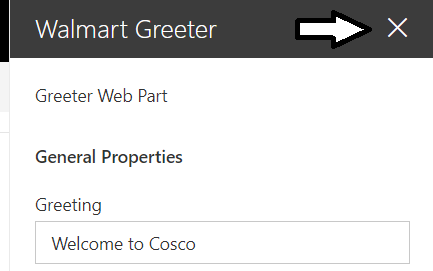 Walmart Greeter
Greeter Web Part
General Properties
Greeting
Welcome to Cosco